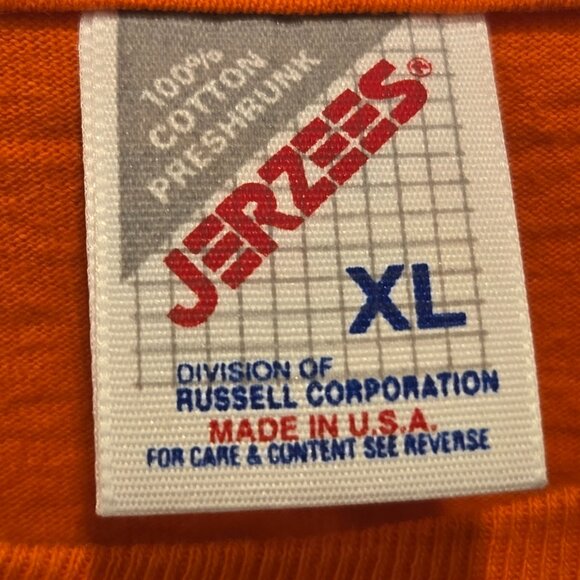 100%
COTTON
PRESHRUNK
JERZEES®
XL
DIVISION OF
RUSSELL CORPORATION
MADE IN U.S.A.
FOR CARE & CONTENT SEE REVERSE